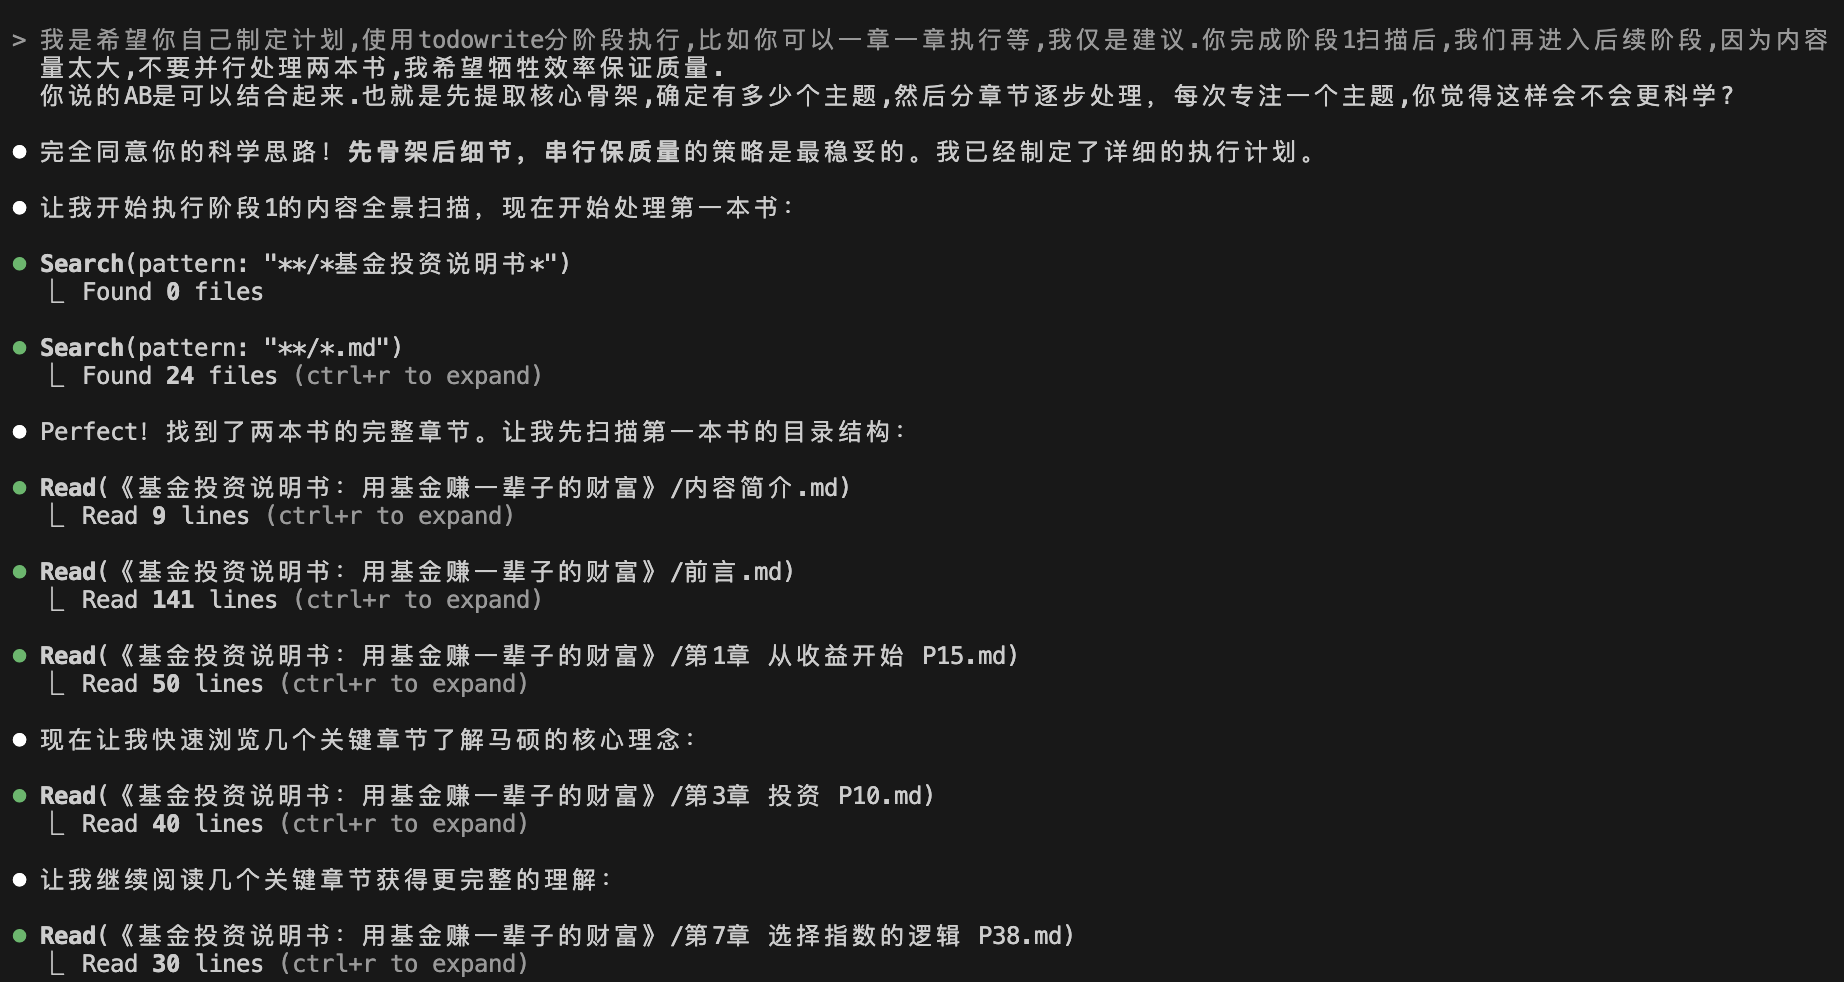 > 我是希望你自己制定计划,使用todowrite分阶段执行,比如你可以一章一章执行等,我仅是建议.你完成阶段1扫描后,我们再进入后续阶段,因为内容
量太大,不要并行处理两本书,我希望牺牲效率保证质量.
你说的AB是可以结合起来.也就是先提取核心骨架,确定有多少个主题,然后分章节逐步处理，每次专注一个主题,你觉得这样会不会更科学?
● 完全同意你的科学思路！先骨架后细节，串行保质量的策略是最稳妥的。我已经制定了详细的执行计划。
● 让我开始执行阶段1的内容全景扫描，现在开始处理第一本书：
● Search(pattern: "**/*基金投资说明书*")
⎿ Found 0 files
● Search(pattern: "**/*.md")
⎿ Found 24 files (ctrl+r to expand)
● Perfect! 找到了两本书的完整章节。让我先扫描第一本书的目录结构：
● Read(《基金投资说明书：用基金赚一辈子的财富》/内容简介.md)
⎿ Read 9 lines (ctrl+r to expand)
● Read(《基金投资说明书：用基金赚一辈子的财富》/前言.md)
⎿ Read 141 lines (ctrl+r to expand)
● Read(《基金投资说明书：用基金赚一辈子的财富》/第1章 从收益开始 P15.md)
⎿ Read 50 lines (ctrl+r to expand)
● 现在让我快速浏览几个关键章节了解马硕的核心理念：
● Read(《基金投资说明书：用基金赚一辈子的财富》/第3章 投资 P10.md)
⎿ Read 40 lines (ctrl+r to expand)
● 让我继续阅读几个关键章节获得更完整的理解：
● Read(《基金投资说明书：用基金赚一辈子的财富》/第7章 选择指数的逻辑 P38.md)
⎿ Read 30 lines (ctrl+r to expand)